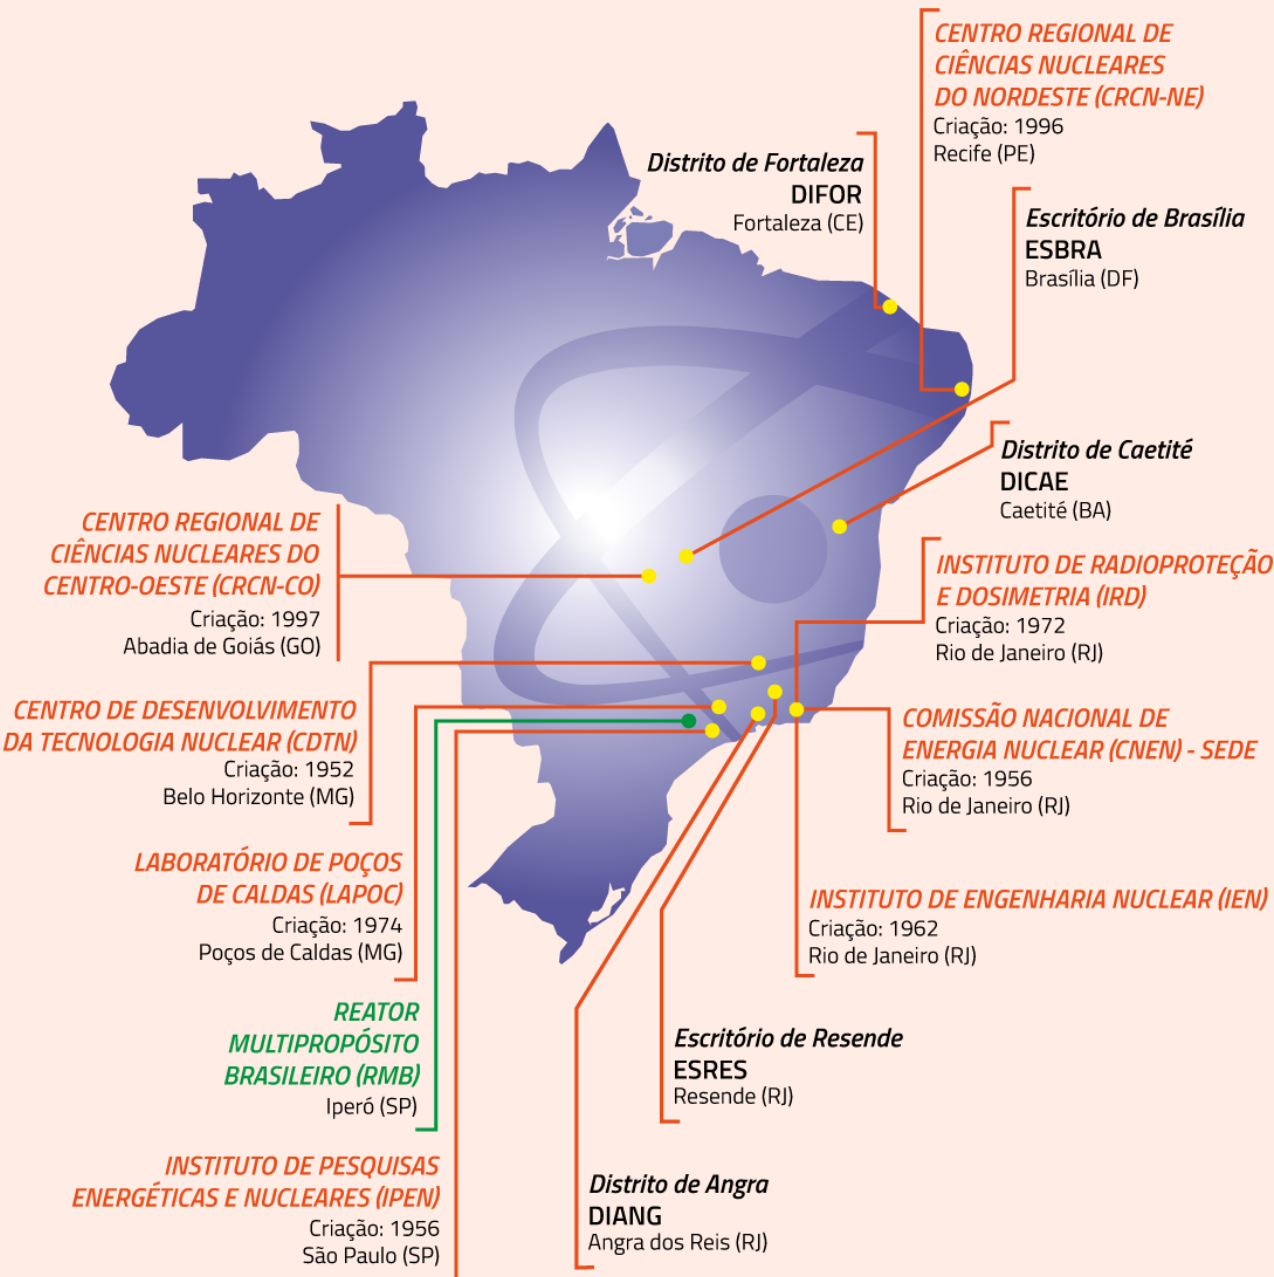 CENTRO REGIONAL DE
CIÊNCIAS NUCLEARES
DO NORDESTE (CRCN-NE)
Criação: 1996
Recife (PE)
Distrito de Fortaleza
DIFOR
Fortaleza (CE)
Escritório de Brasília
ESBRA
Brasília (DF)
Distrito de Caetité
DICAE
Caetité (BA)
CENTRO REGIONAL DE
CIÊNCIAS NUCLEARES DO
CENTRO-OESTE (CRCN-CO)
Criação: 1997
Abadia de Goiás (GO)
INSTITUTO DE RADIOPROTEÇÃO
E DOSIMETRIA (IRD)
Criação: 1972
Rio de Janeiro (RJ)
CENTRO DE DESENVOLVIMENTO
DA TECNOLOGIA NUCLEAR (CDTN)
Criação: 1952
Belo Horizonte (MG)
COMISSÃO NACIONAL DE
ENERGIA NUCLEAR (CNEN) - SEDE
Criação: 1956
Rio de Janeiro (RJ)
LABORATÓRIO DE POÇOS
DE CALDAS (LAPOC)
Criação: 1974
Poços de Caldas (MG)
INSTITUTO DE ENGENHARIA NUCLEAR (IEN)
Criação: 1962
Rio de Janeiro (RJ)
REATOR
MULTIPROPÓSITO
BRASILEIRO (RMB)
Iperó (SP)
Escritório de Resende
ESRES
Resende (RJ)
INSTITUTO DE PESQUISAS
ENERGÉTICAS E NUCLEARES (IPEN)
Criação: 1956
São Paulo (SP)
Distrito de Angra
DIANG
Angra dos Reis (RJ)